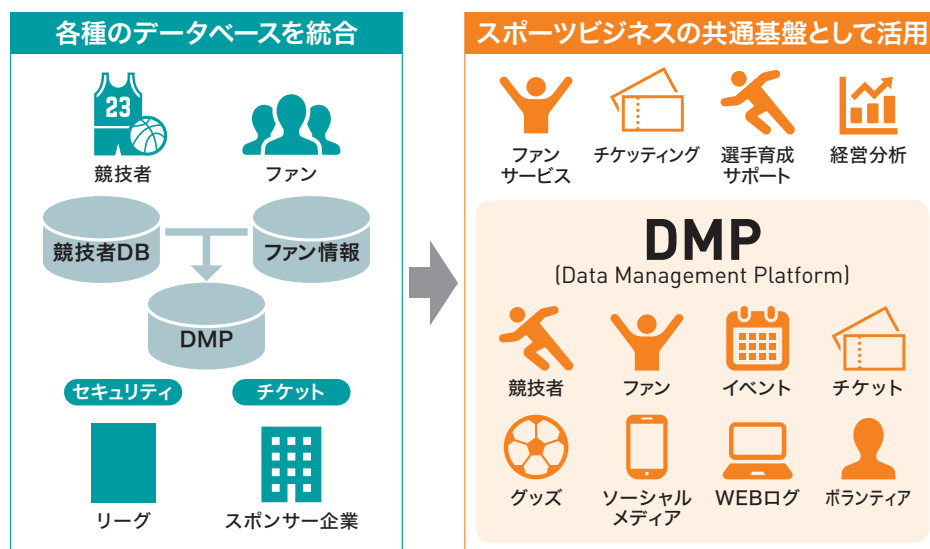 各種のデータベースを統合
23
競技者
ファン
競技者DB
ファン情報
DMP
セキュリティ
チケット
リーグ
スポンサー企業
スポーツビジネスの共通基盤として活用
ファン
サービス
チケッティング
選手育成
サポート
経営分析
DMP
(Data Management Platform)
競技者
ファン
イベント
チケット
グッズ
ソーシャル
メディア
WEBログ
ボランティア